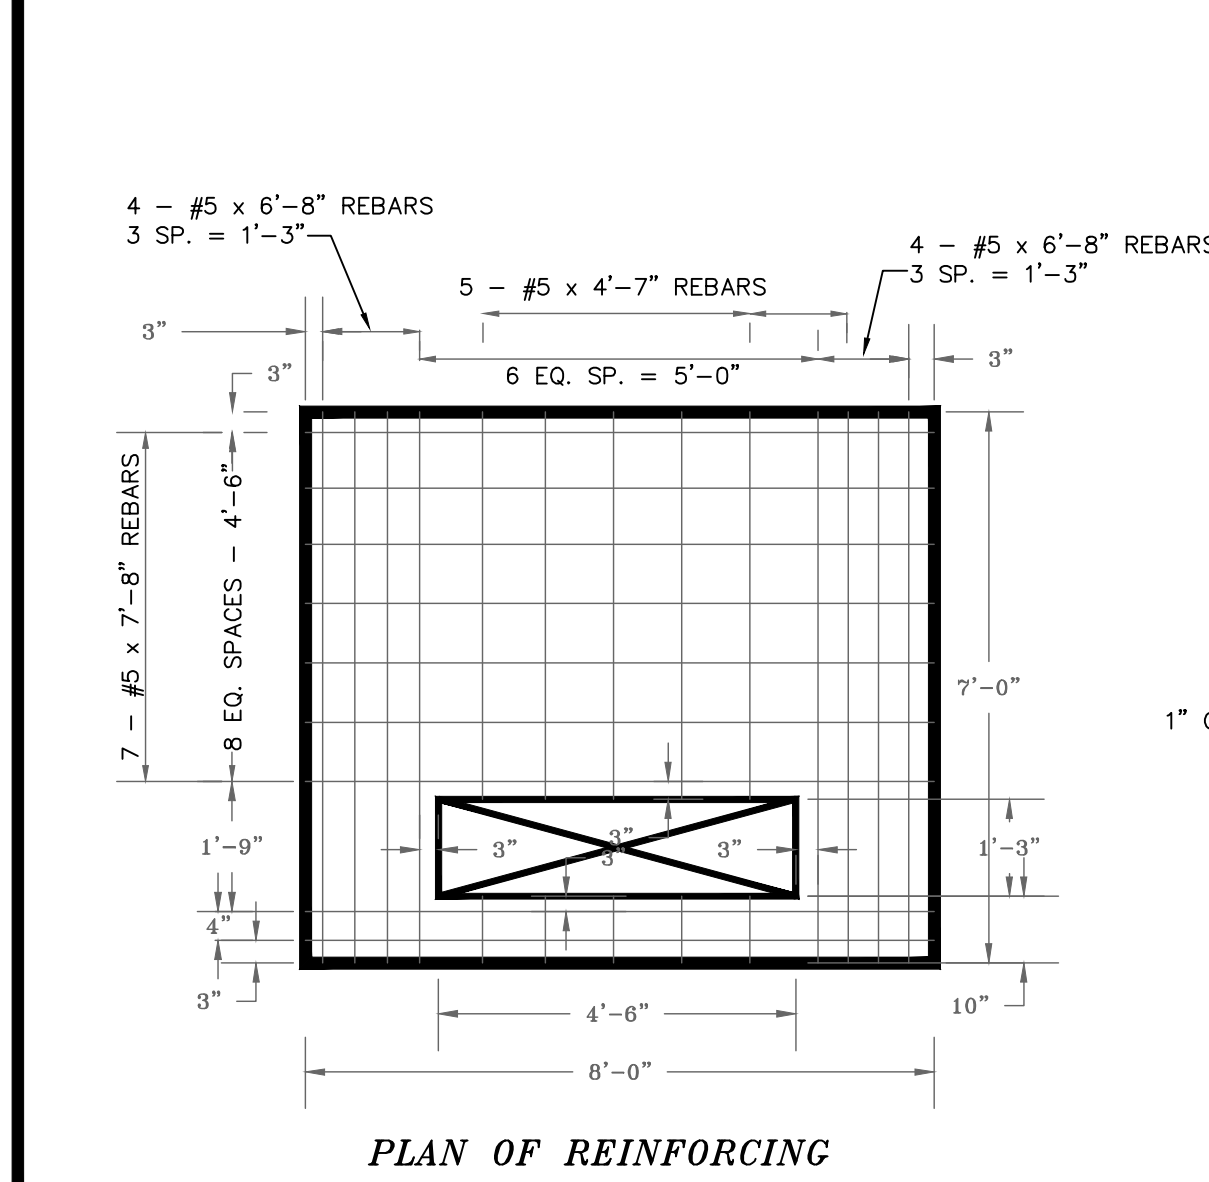 4 – #5 x 6'–8" REBARS
3 SP. = 1'–3"
4 – #5 x 6'–8" REBARS
3 SP. = 1'–3"
5 – #5 x 4'–7" REBARS
3"
6 EQ. SP. = 5'–0"
3"
3"
7 – #5 x 7'–8" REBARS
8 EQ. SPACES – 4'–6"
7'–0"
1"
1'–9"
3"
3"
3"
3"
1'–3"
4"
3"
10"
4'–6"
8'–0"
PLAN OF REINFORCING